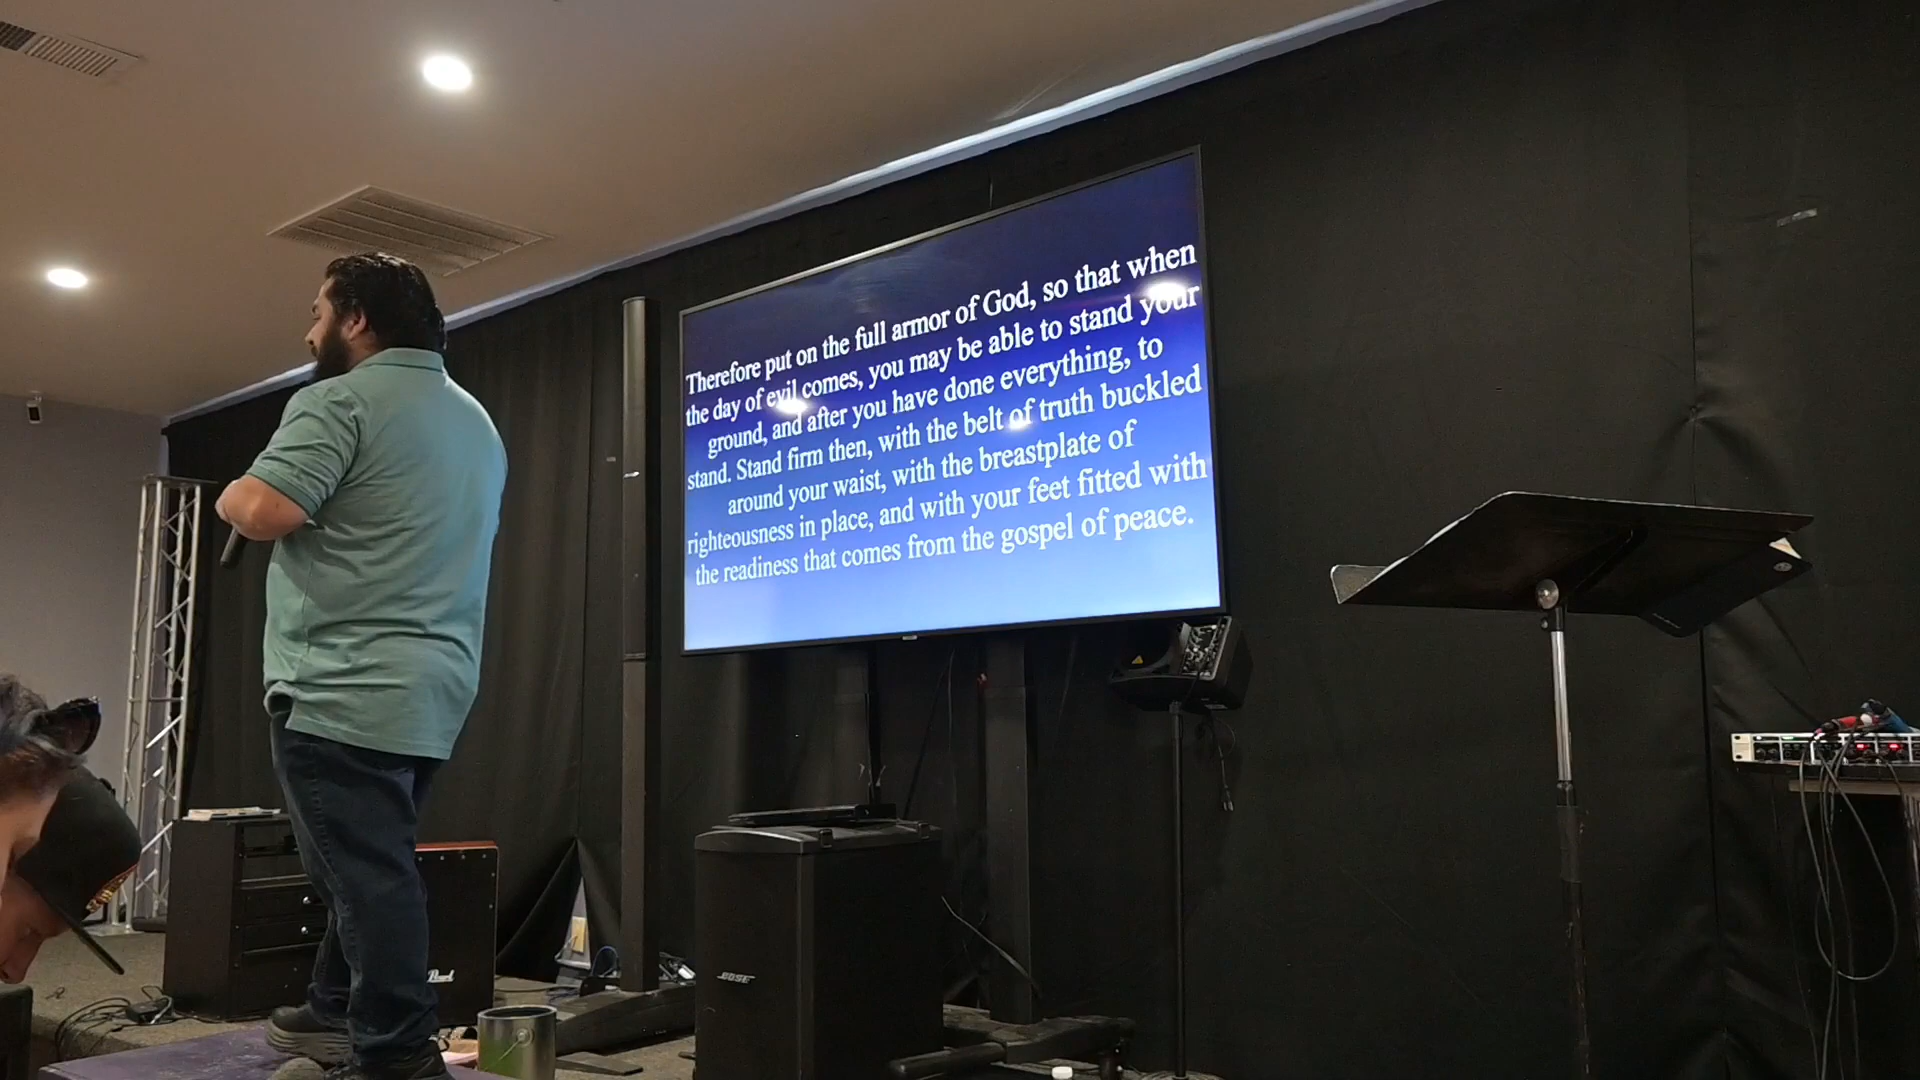 Therefore put on the full armor of God, so that when
the day of evil comes, you may be able to stand your
ground, and after you have done everything, to
stand. Stand firm then, with the belt of truth buckled
around your waist, with the breastplate of
righteousness in place, and with your feet fitted with
the readiness that comes from the gospel of peace.
Pearl
BOSE